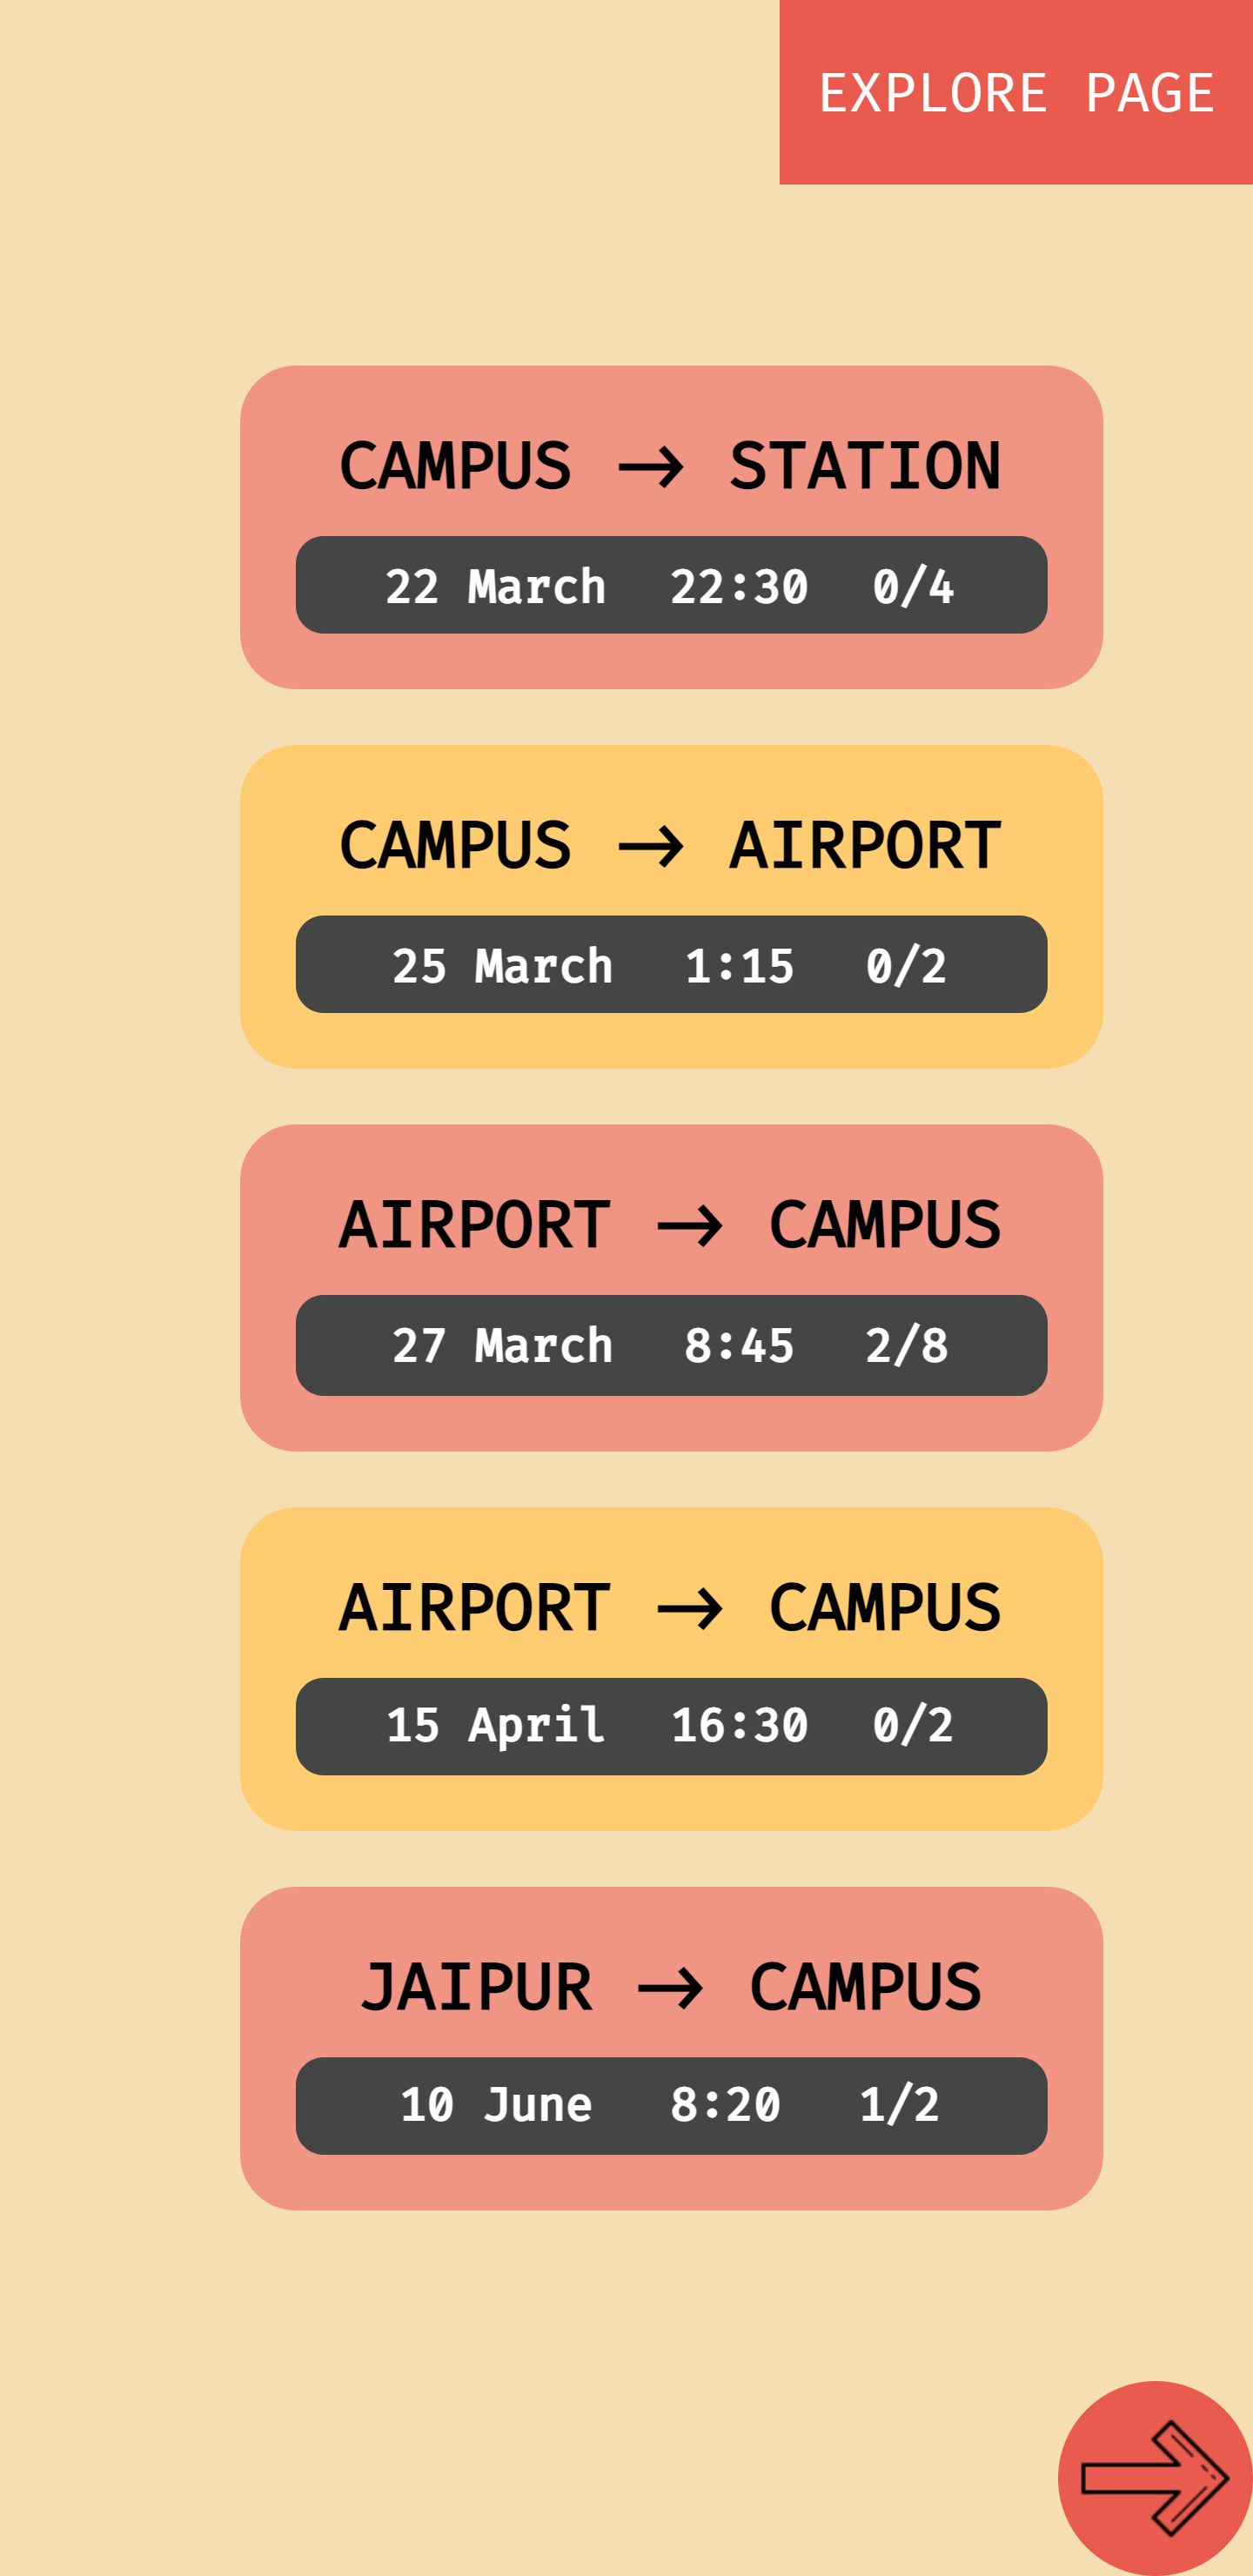 EXPLORE PAGE
CAMPUS → STATION
22 March 22:30 0/4
CAMPUS → AIRPORT
25 March 1:15 0/2
AIRPORT → CAMPUS
27 March 8:45 2/8
AIRPORT → CAMPUS
15 April 16:30 0/2
JAIPUR → CAMPUS
10 June 8:20 1/2